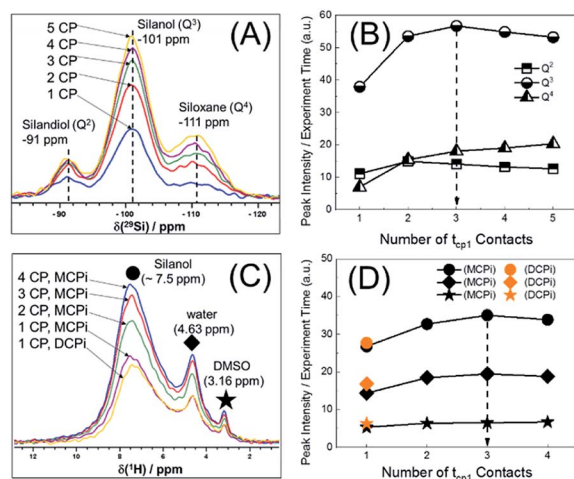 (A)
5 CP
4 CP
3 CP
2 CP
1 CP
Silanol (Q³)
-101 ppm
Silandiol (Q²)
-91 ppm
Siloxane (Q⁴)
-111 ppm
-90 -100 -110 -120
δ(²⁹Si) / ppm
(B)
Peak Intensity / Experiment Time (a.u.)
60
50
40
30
20
10
0
Q²
Q³
Q⁴
1 2 3 4 5
Number of t_cp1 Contacts
(C)
Silanol
(~ 7.5 ppm)
4 CP, MCPi
3 CP, MCPi
2 CP, MCPi
1 CP, MCPi
1 CP, DCPi
water
(4.63 ppm)
DMSO
(3.16 ppm)
12 10 8 6 4 2
δ(¹H) / ppm
(D)
Peak Intensity / Experiment Time (a.u.)
50
40
30
20
10
0
(MCPi) (DCPi)
(MCPi) (DCPi)
(MCPi) (DCPi)
1 2 3 4
Number of t_cp1 Contacts